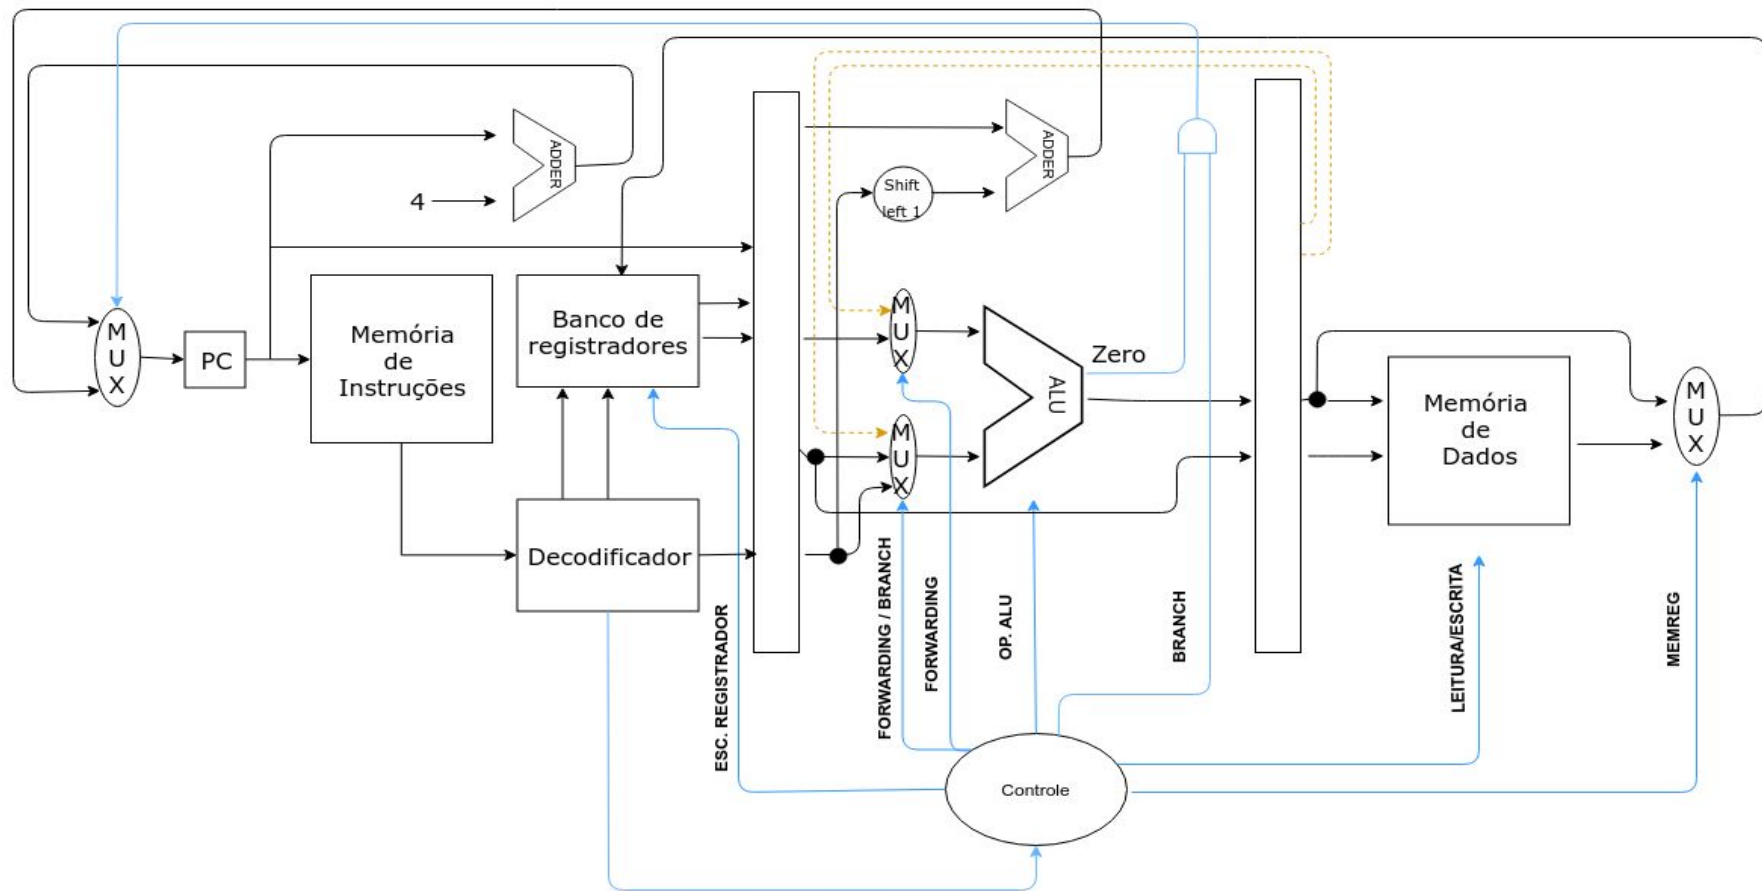 ADDER
4
ADDER
Shift
left 1
M
U
X
PC
Memória
de
Instruções
Banco de
registradores
M
U
X
M
U
X
Zero
ALU
Memória
de
Dados
M
U
X
Decodificador
ESC. REGISTRADOR
FORWARDING / BRANCH
FORWARDING
OP. ALU
BRANCH
LEITURA/ESCRITA
MEMREG
Controle